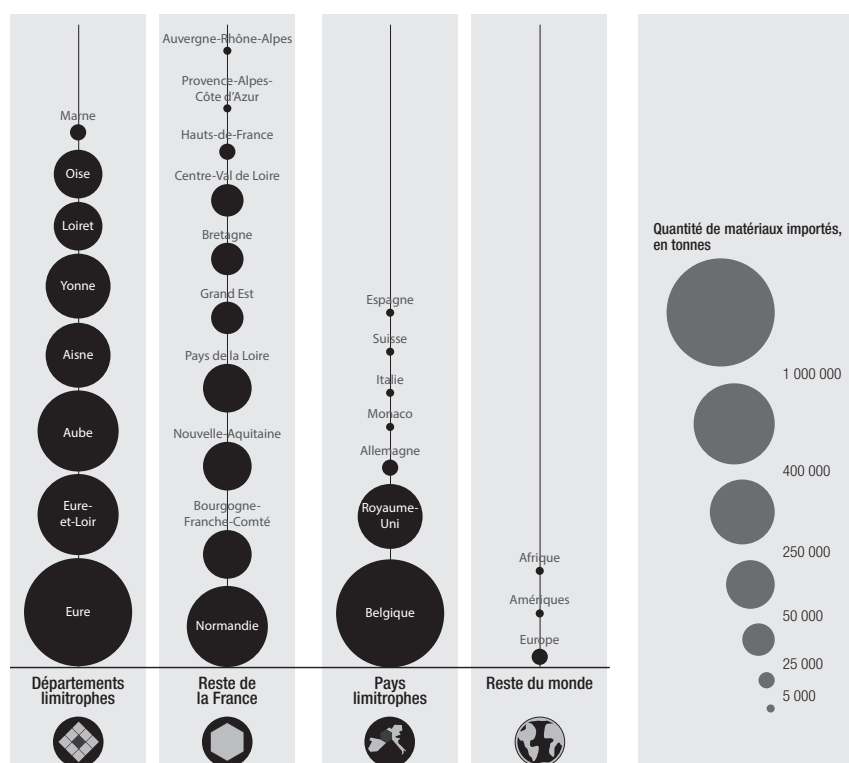 Marne
Oise
Loiret
Yonne
Aisne
Aube
Eure-
et-Loir
Eure
Départements
limitrophes
Auvergne-Rhône-Alpes
Provence-Alpes-
Côte d'Azur
Hauts-de-France
Centre-Val de Loire
Bretagne
Grand Est
Pays de la Loire
Nouvelle-Aquitaine
Bourgogne-
Franche-Comté
Normandie
Reste de
la France
Espagne
Suisse
Italie
Monaco
Allemagne
Royaume-
Uni
Belgique
Pays
limitrophes
Afrique
Amériques
Europe
Reste du monde
Quantité de matériaux importés,
en tonnes
1 000 000
400 000
250 000
50 000
25 000
5 000